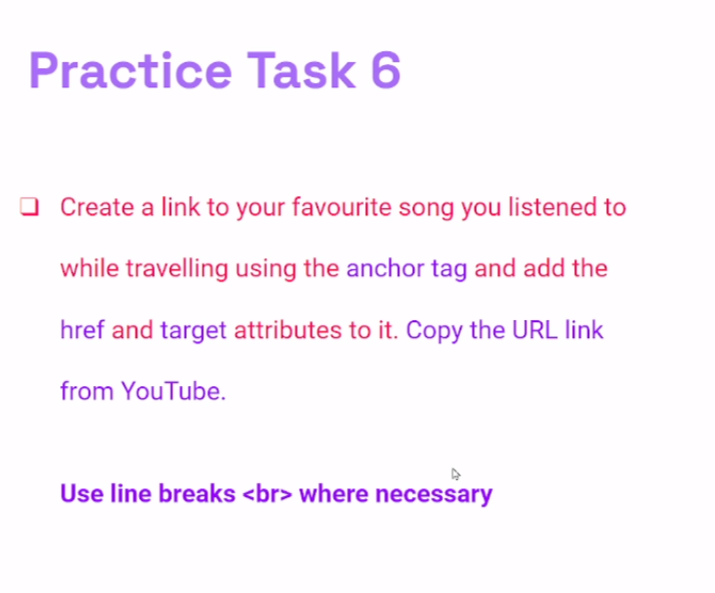 Practice Task 6
❑ Create a link to your favourite song you listened to
while travelling using the anchor tag and add the
href and target attributes to it. Copy the URL link
from YouTube.
Use line breaks <br> where necessary